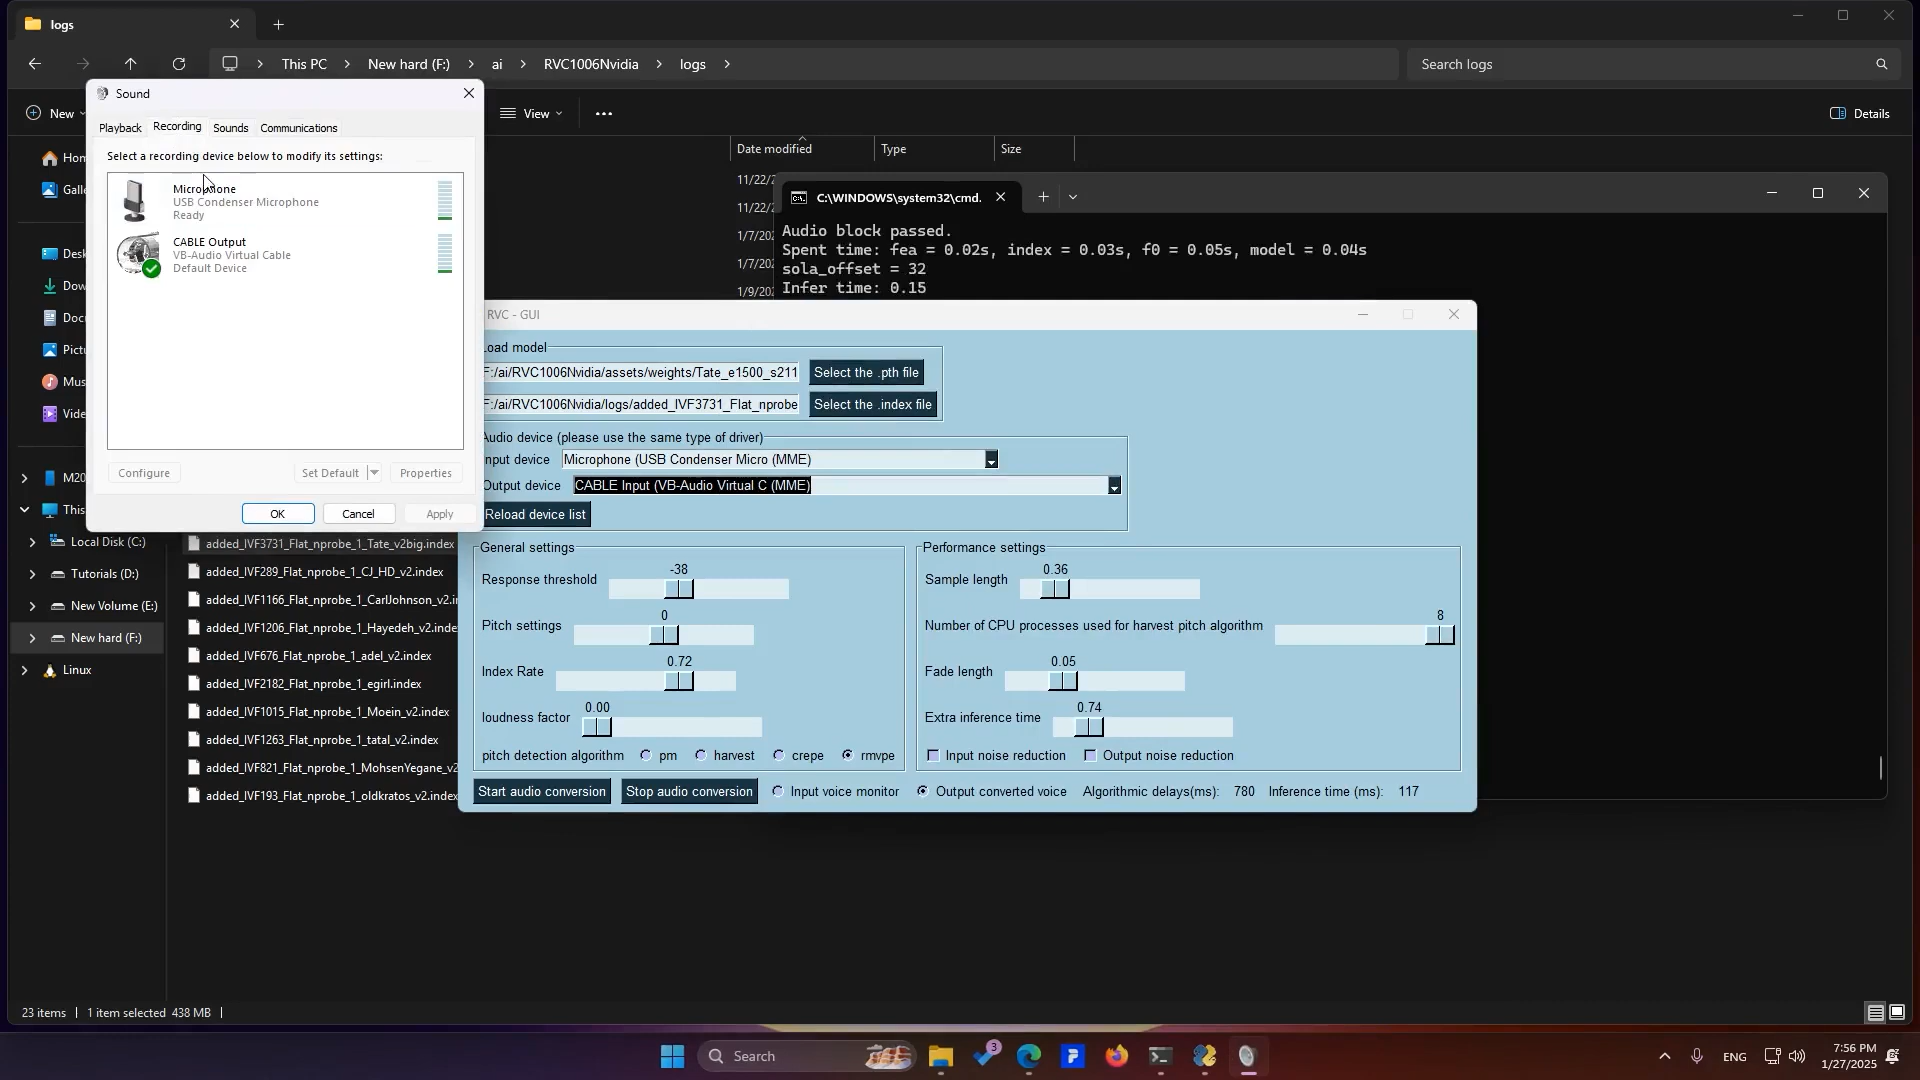 logs
This PC
New hard (F:)
ai
RVC1006Nvidia
logs
Search logs
New
View
Details
Date modified
Type
Size
Sound
Playback
Recording
Sounds
Communications
Select a recording device below to modify its settings:
Microphone
USB Condenser Microphone
Ready
CABLE Output
VB-Audio Virtual Cable
Default Device
Configure
Set Default
Properties
OK
Cancel
Apply
C:\WINDOWS\system32\cmd.
Audio block passed.
Spent time: fea = 0.02s, index = 0.03s, f0 = 0.05s, model = 0.04s
sola_offset = 32
Infer time: 0.15
RVC - GUI
Load model
F:/ai/RVC1006Nvidia/assets/weights/Tate_e1500_s211
Select the .pth file
F:/ai/RVC1006Nvidia/logs/added_IVF3731_Flat_nprobe
Select the .index file
Audio device (please use the same type of driver)
Input device
Microphone (USB Condenser Micro (MME)
Output device
CABLE Input (VB-Audio Virtual C (MME)
Reload device list
General settings
Response threshold
-38
Pitch settings
0
Index Rate
0.72
loudness factor
0.00
pitch detection algorithm
pm
harvest
crepe
rmvpe
Performance settings
Sample length
0.36
Number of CPU processes used for harvest pitch algorithm
8
Fade length
0.05
Extra inference time
0.74
Input noise reduction
Output noise reduction
Start audio conversion
Stop audio conversion
Input voice monitor
Output converted voice
Algorithmic delays(ms):
780
Inference time (ms):
117
Local Disk (C:)
Tutorials (D:)
New Volume (E:)
New hard (F:)
Linux
added_IVF3731_Flat_nprobe_1_Tate_v2big.index
added_IVF289_Flat_nprobe_1_CJ_HD_v2.index
added_IVF1166_Flat_nprobe_1_CarlJohnson_v2.in
added_IVF1206_Flat_nprobe_1_Hayedeh_v2.index
added_IVF676_Flat_nprobe_1_adel_v2.index
added_IVF2182_Flat_nprobe_1_egirl.index
added_IVF1015_Flat_nprobe_1_Moein_v2.index
added_IVF1263_Flat_nprobe_1_tatal_v2.index
added_IVF821_Flat_nprobe_1_MohsenYegane_v2
added_IVF193_Flat_nprobe_1_oldkratos_v2.index
23 items
1 item selected 438 MB
Search
3
ENG
7:56 PM
1/27/2025